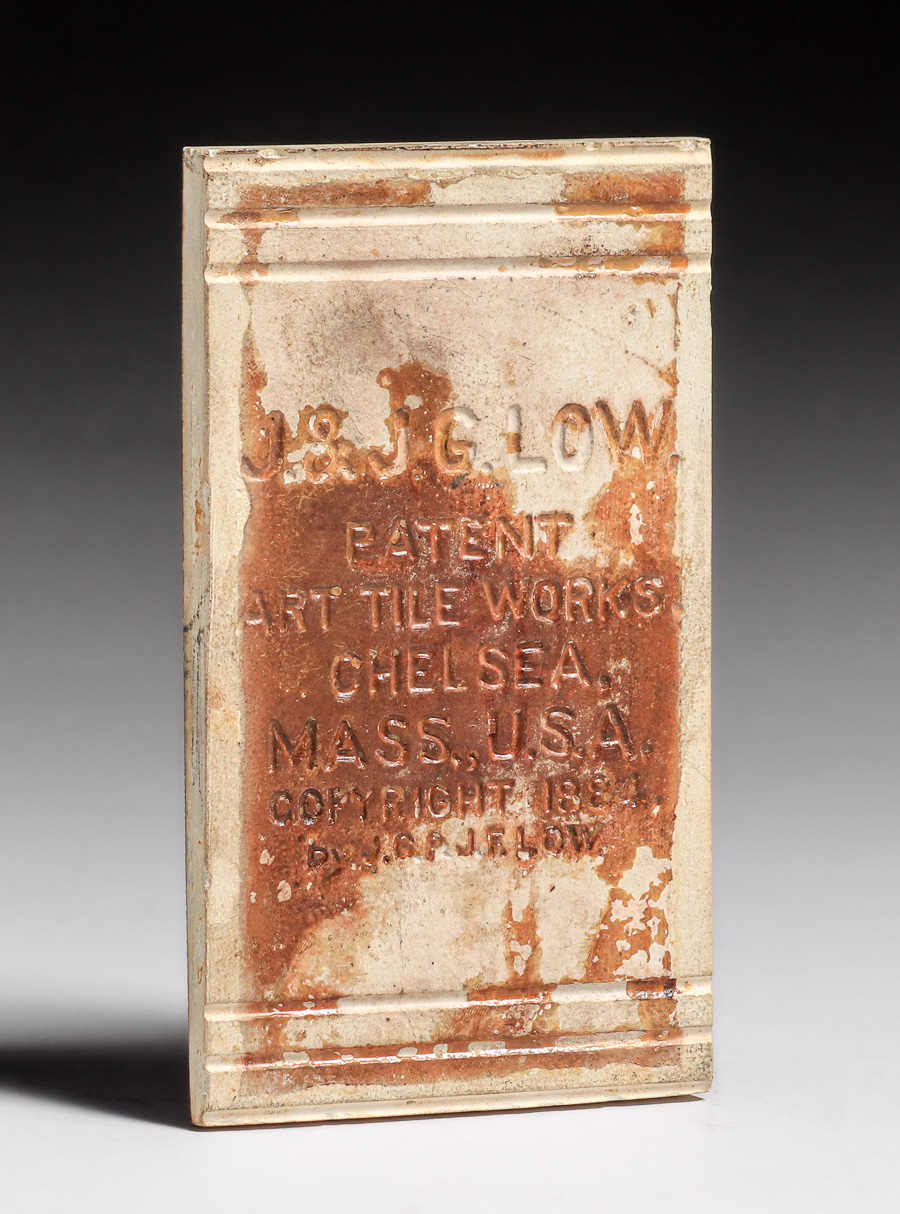 J. & J. G. LOW.
PATENT
ART TILE WORKS.
CHELSEA,
MASS., U.S.A.
COPYRIGHT 1884,
by J.G. & J.F. LOW.